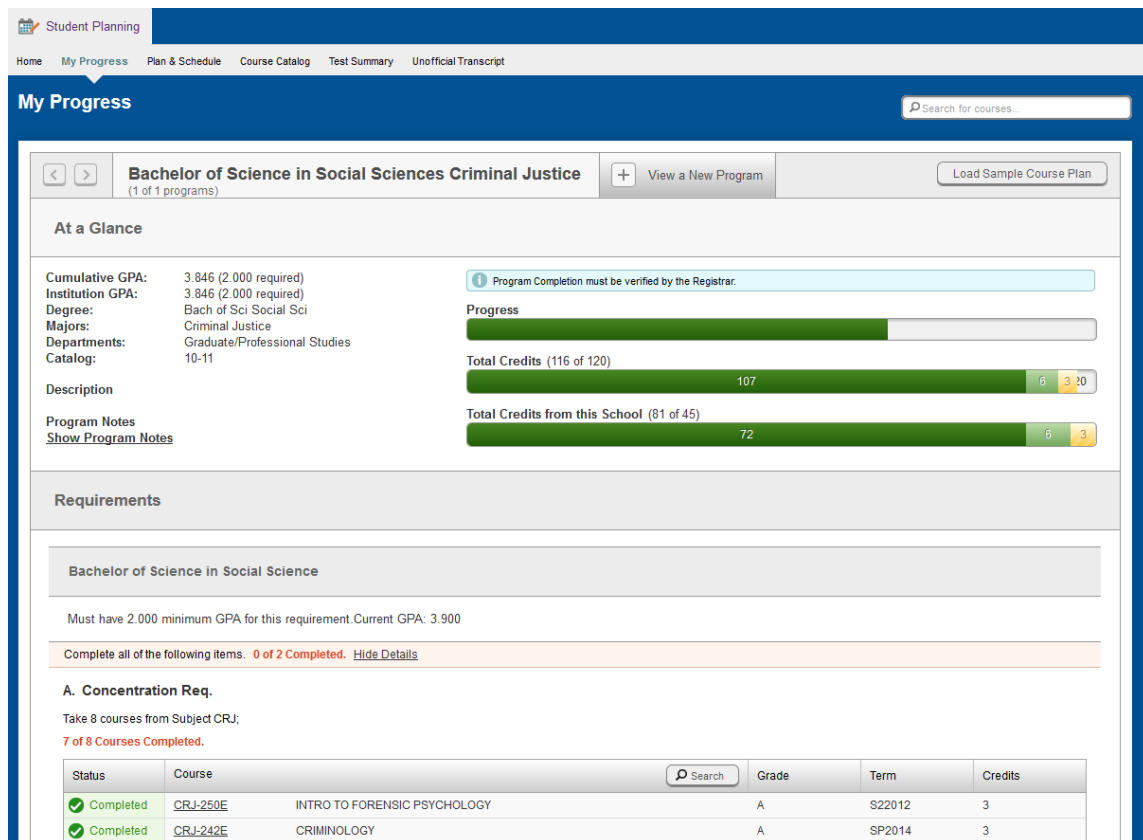 Student Planning
Home My Progress Plan & Schedule Course Catalog Test Summary Unofficial Transcript
My Progress
Search for courses...
Bachelor of Science in Social Sciences Criminal Justice
(1 of 1 programs)
View a New Program
Load Sample Course Plan
At a Glance
Cumulative GPA: 3.846 (2.000 required)
Institution GPA: 3.846 (2.000 required)
Degree: Bach of Sci Social Sci
Majors: Criminal Justice
Departments: Graduate/Professional Studies
Catalog: 10-11
Description
Program Notes
Show Program Notes
Program Completion must be verified by the Registrar.
Progress
Total Credits (116 of 120)
107 6 3
Total Credits from this School (81 of 45)
72 6 3
Requirements
Bachelor of Science in Social Science
Must have 2.000 minimum GPA for this requirement.Current GPA: 3.900
Complete all of the following items. 0 of 2 Completed. Hide Details
A. Concentration Req.
Take 8 courses from Subject CRJ;
7 of 8 Courses Completed.
Status Course Search Grade Term Credits
Completed CRJ-250E INTRO TO FORENSIC PSYCHOLOGY A S22012 3
Completed CRJ-242E CRIMINOLOGY A SP2014 3